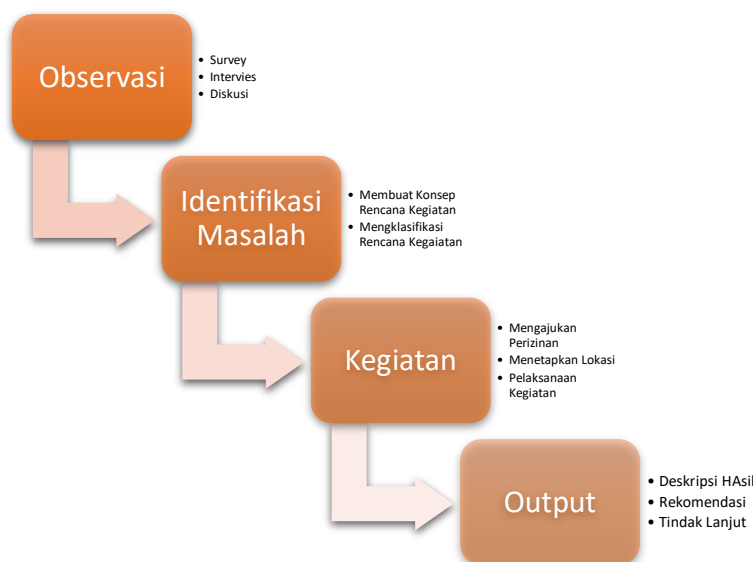 Observasi
• Survey
• Intervies
• Diskusi
Identifikasi
Masalah
• Membuat Konsep
Rencana Kegiatan
• Mengklasifikasi
Rencana Kegaiatan
Kegiatan
• Mengajukan
Perizinan
• Menetapkan Lokasi
• Pelaksanaan
Kegiatan
Output
• Deskripsi HAsil
• Rekomendasi
• Tindak Lanjut